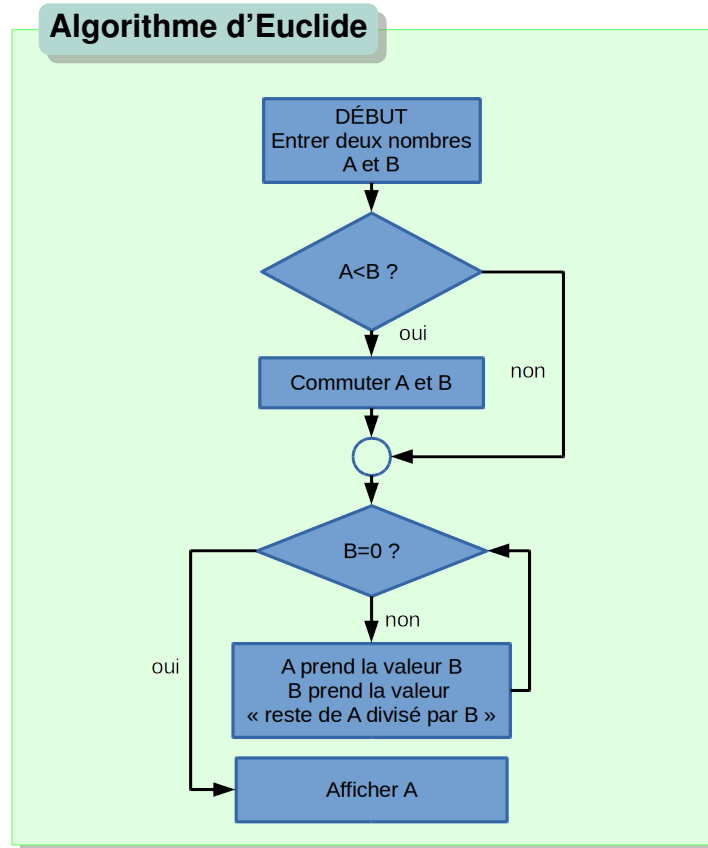 Algorithme d’Euclide
DÉBUT
Entrer deux nombres
A et B
A<B ?
oui
non
Commuter A et B
B=0 ?
non
oui
A prend la valeur B
B prend la valeur
« reste de A divisé par B »
Afficher A